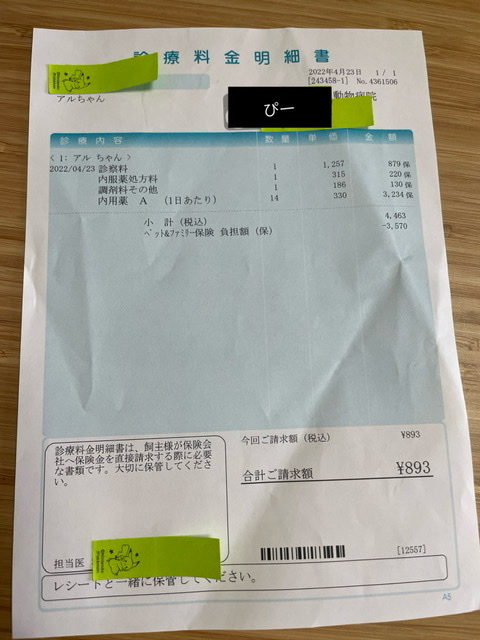 診療料金明細書
2022年4月23日 1 / 1
[243458-1] No.4361506
アルちゃん
ぴー
動物病院
診療内容 数量 単価 金額
< 1: アル ちゃん >
2022/04/23 診察料 1 1,257 879 保
内服薬処方料 1 315 220 保
調剤料その他 1 186 130 保
内用薬 A (1日あたり) 14 330 3,234 保
小 計 (税込) 4,463
ペット&ファミリー保険 負担額 (保) -3,570
今回ご請求額 (税込) ¥893
合計ご請求額 ¥893
診療料金明細書は、飼主様が保険会
社へ保険金を直接請求する際に必要
な書類です。大切に保管してくださ
い。
担当医
[12557]
レシートと一緒に保管してください。
A5